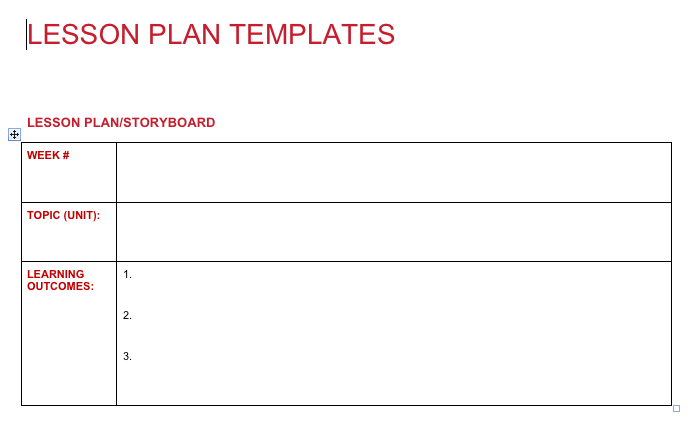 LESSON PLAN TEMPLATES
LESSON PLAN/STORYBOARD
WEEK #
TOPIC (UNIT):
LEARNING
OUTCOMES:
1.
2.
3.